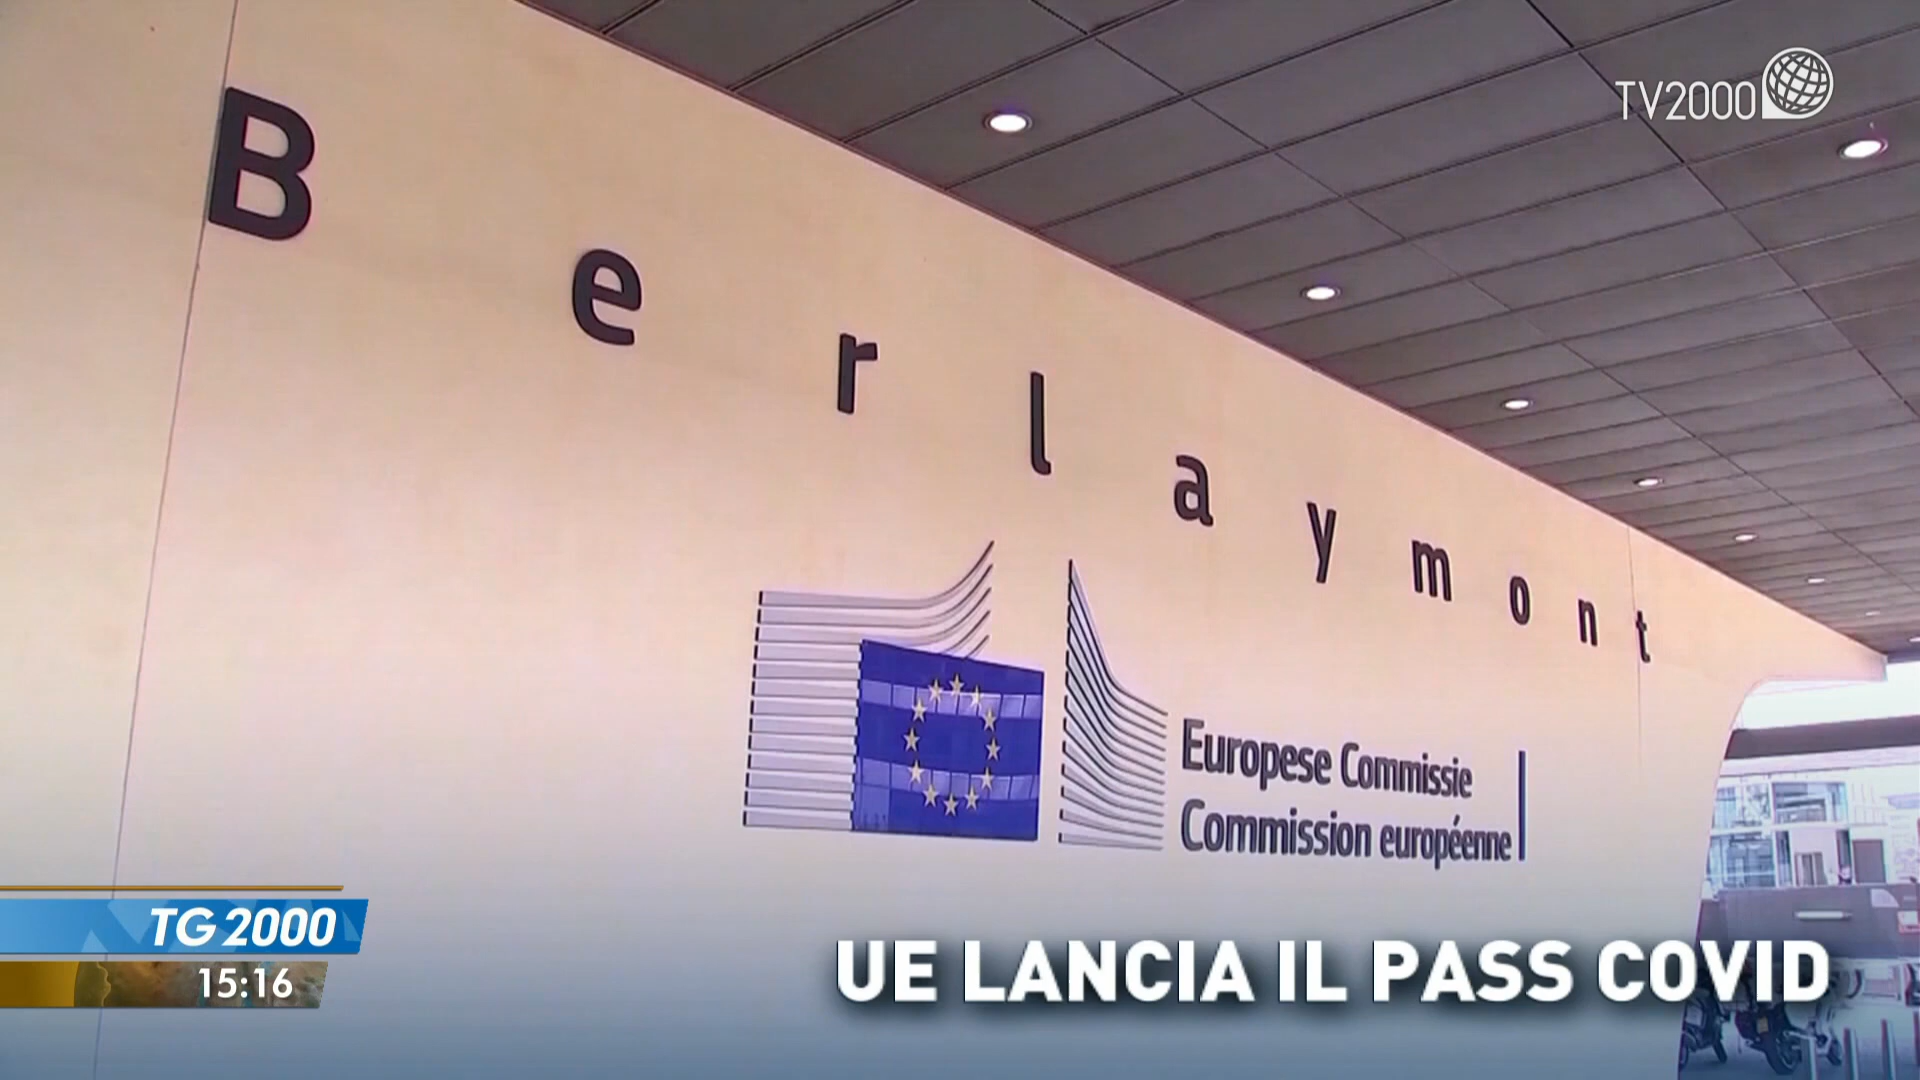 TV2000
Berlaymont
Europese Commissie
Commission européenne
TG 2000
15:16
UE LANCIA IL PASS COVID